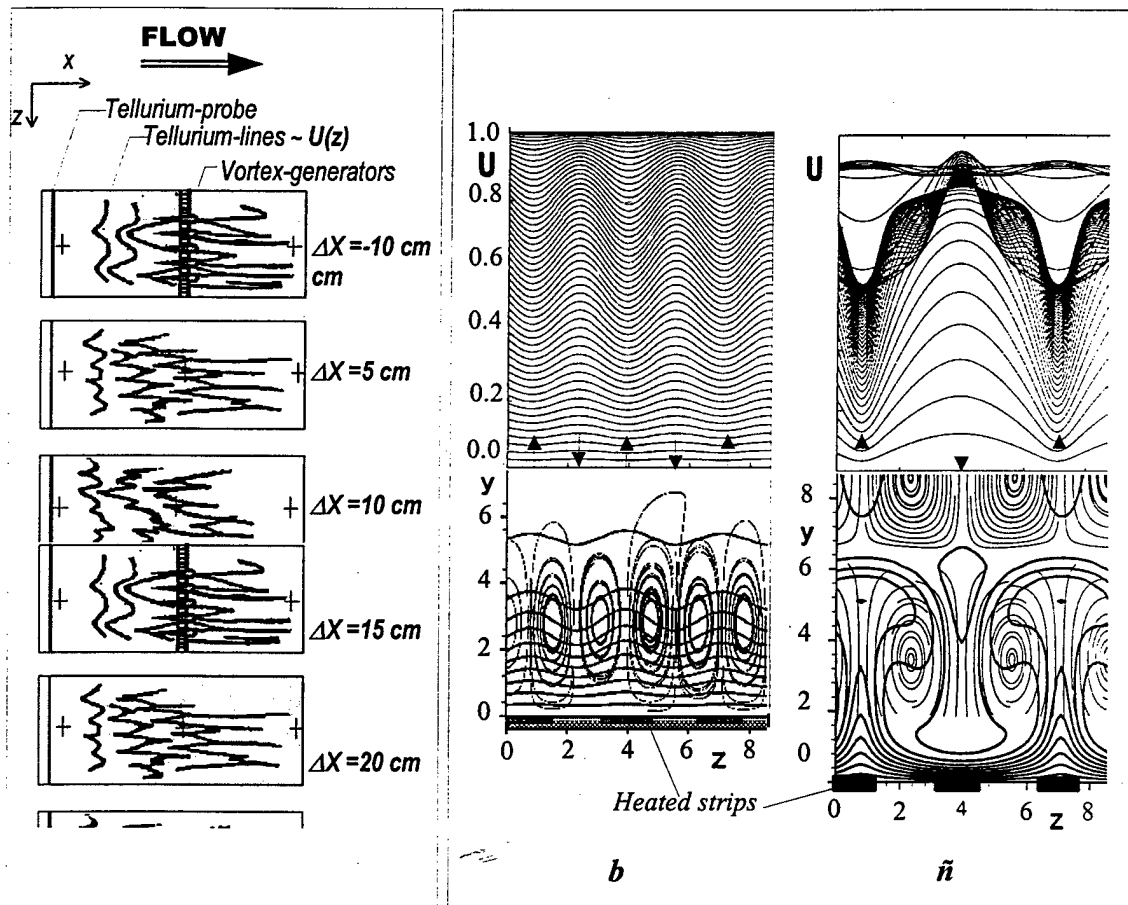 FLOW
x
z
Tellurium-probe
Tellurium-lines ~ U(z)
Vortex-generators
ΔX =-10 cm
cm
ΔX = 5 cm
ΔX =10 cm
ΔX =15 cm
ΔX =20 cm
1.0
U
0.8
0.6
0.4
0.2
0.0
y
6
4
2
0
0 2 4 6 8
z
U
8
y
6
4
2
0
0 2 4 6 8
z
Heated strips
b
ñ